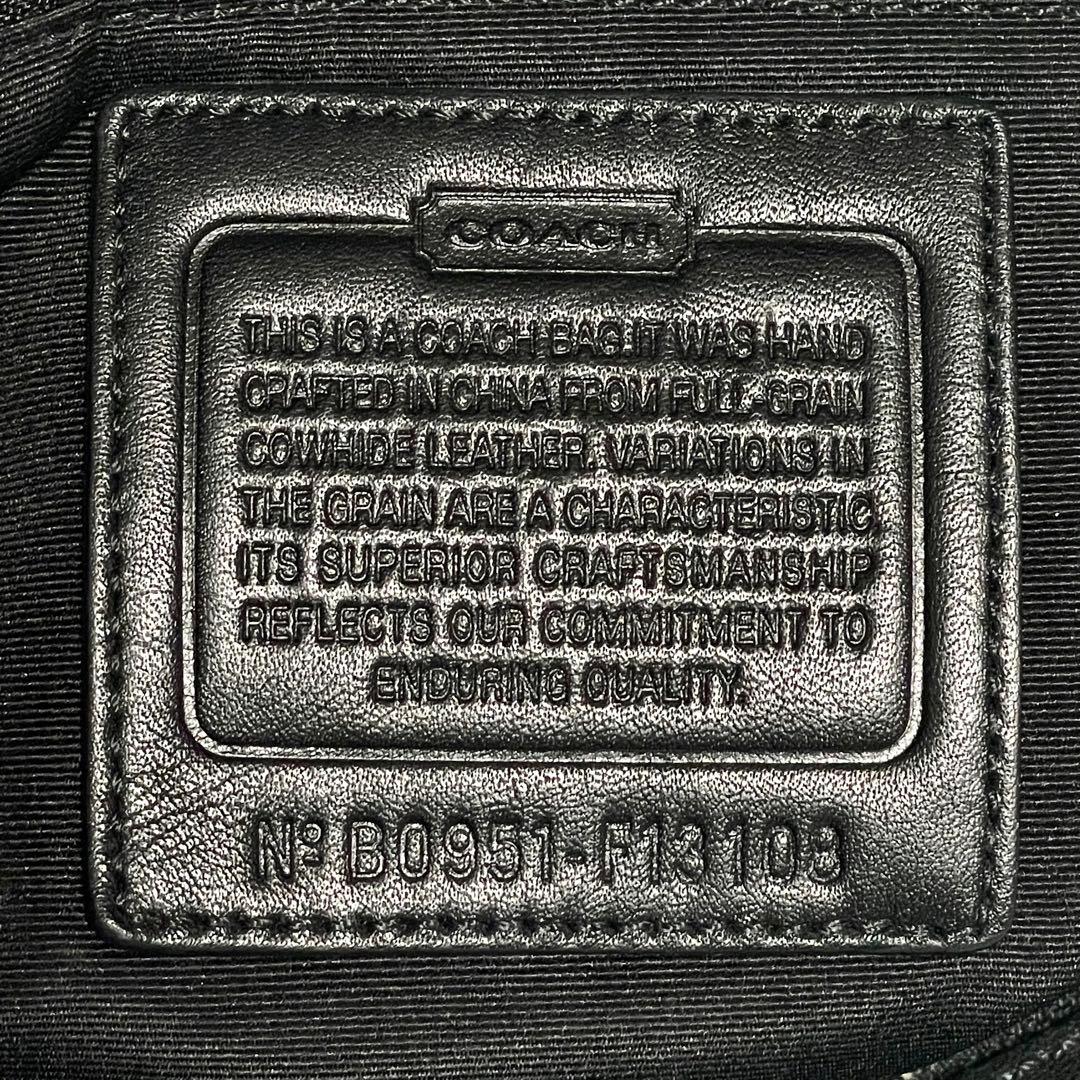 COACH
THIS IS A COACH BAG. IT WAS HAND
CRAFTED IN CHINA FROM FULL-GRAIN
COWHIDE LEATHER. VARIATIONS IN
THE GRAIN ARE A CHARACTERISTIC.
ITS SUPERIOR CRAFTSMANSHIP
REFLECTS OUR COMMITMENT TO
ENDURING QUALITY.
Nº B0951-F13109